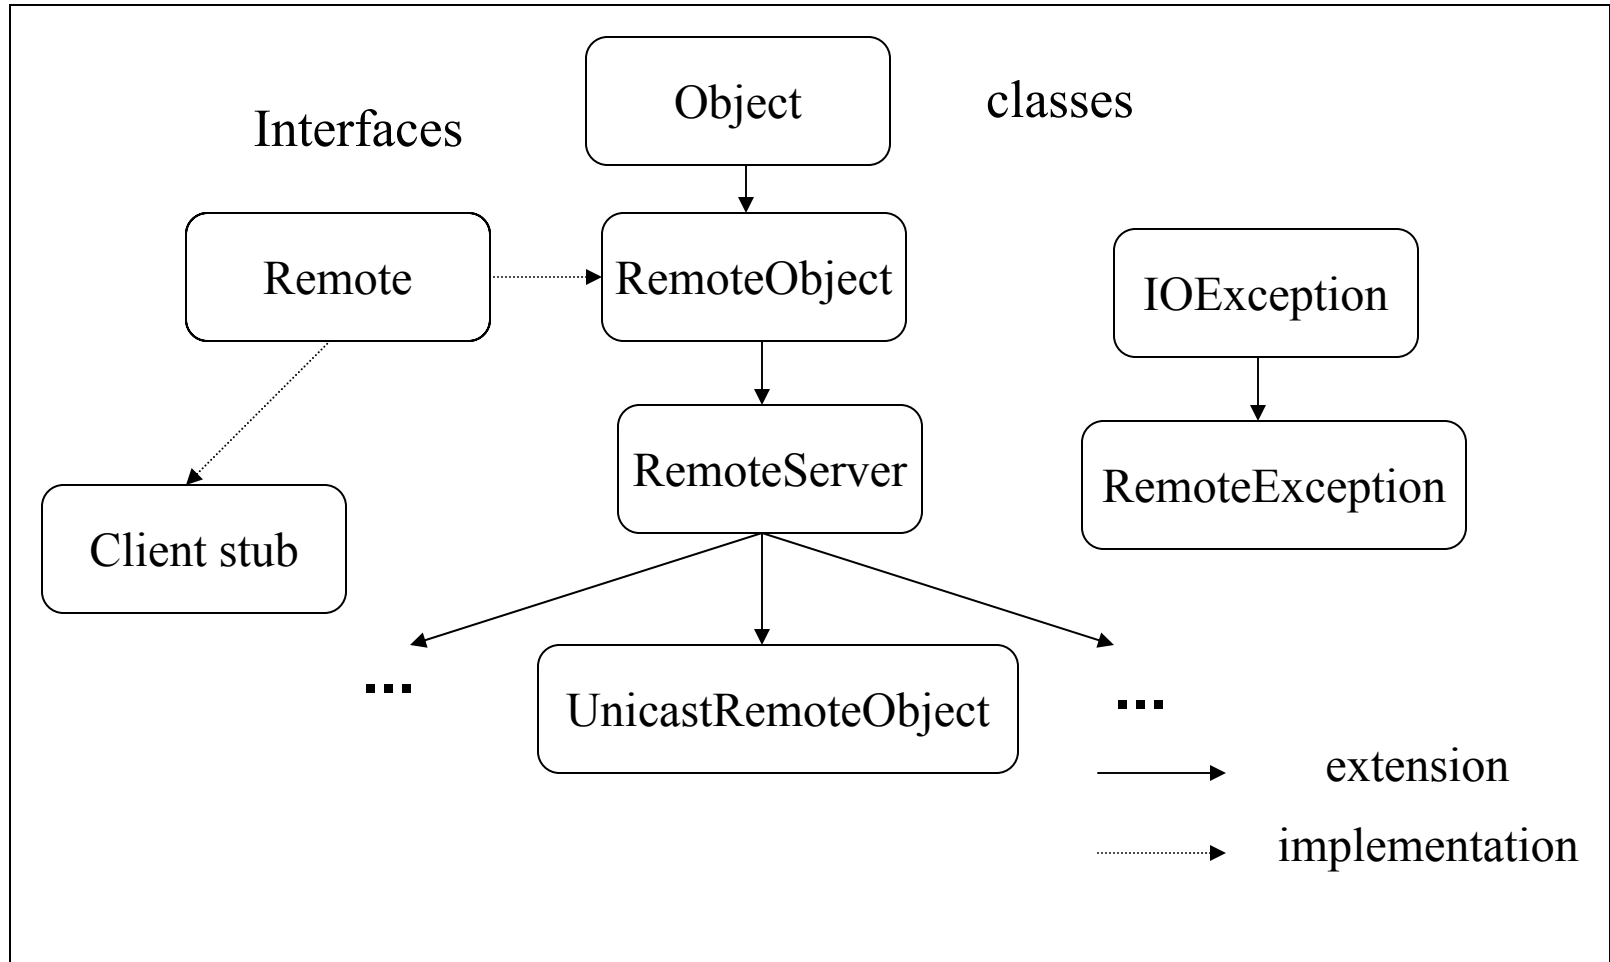 Object
classes
Interfaces
Remote
RemoteObject
IOException
RemoteServer
RemoteException
Client stub
...
UnicastRemoteObject
...
extension
implementation